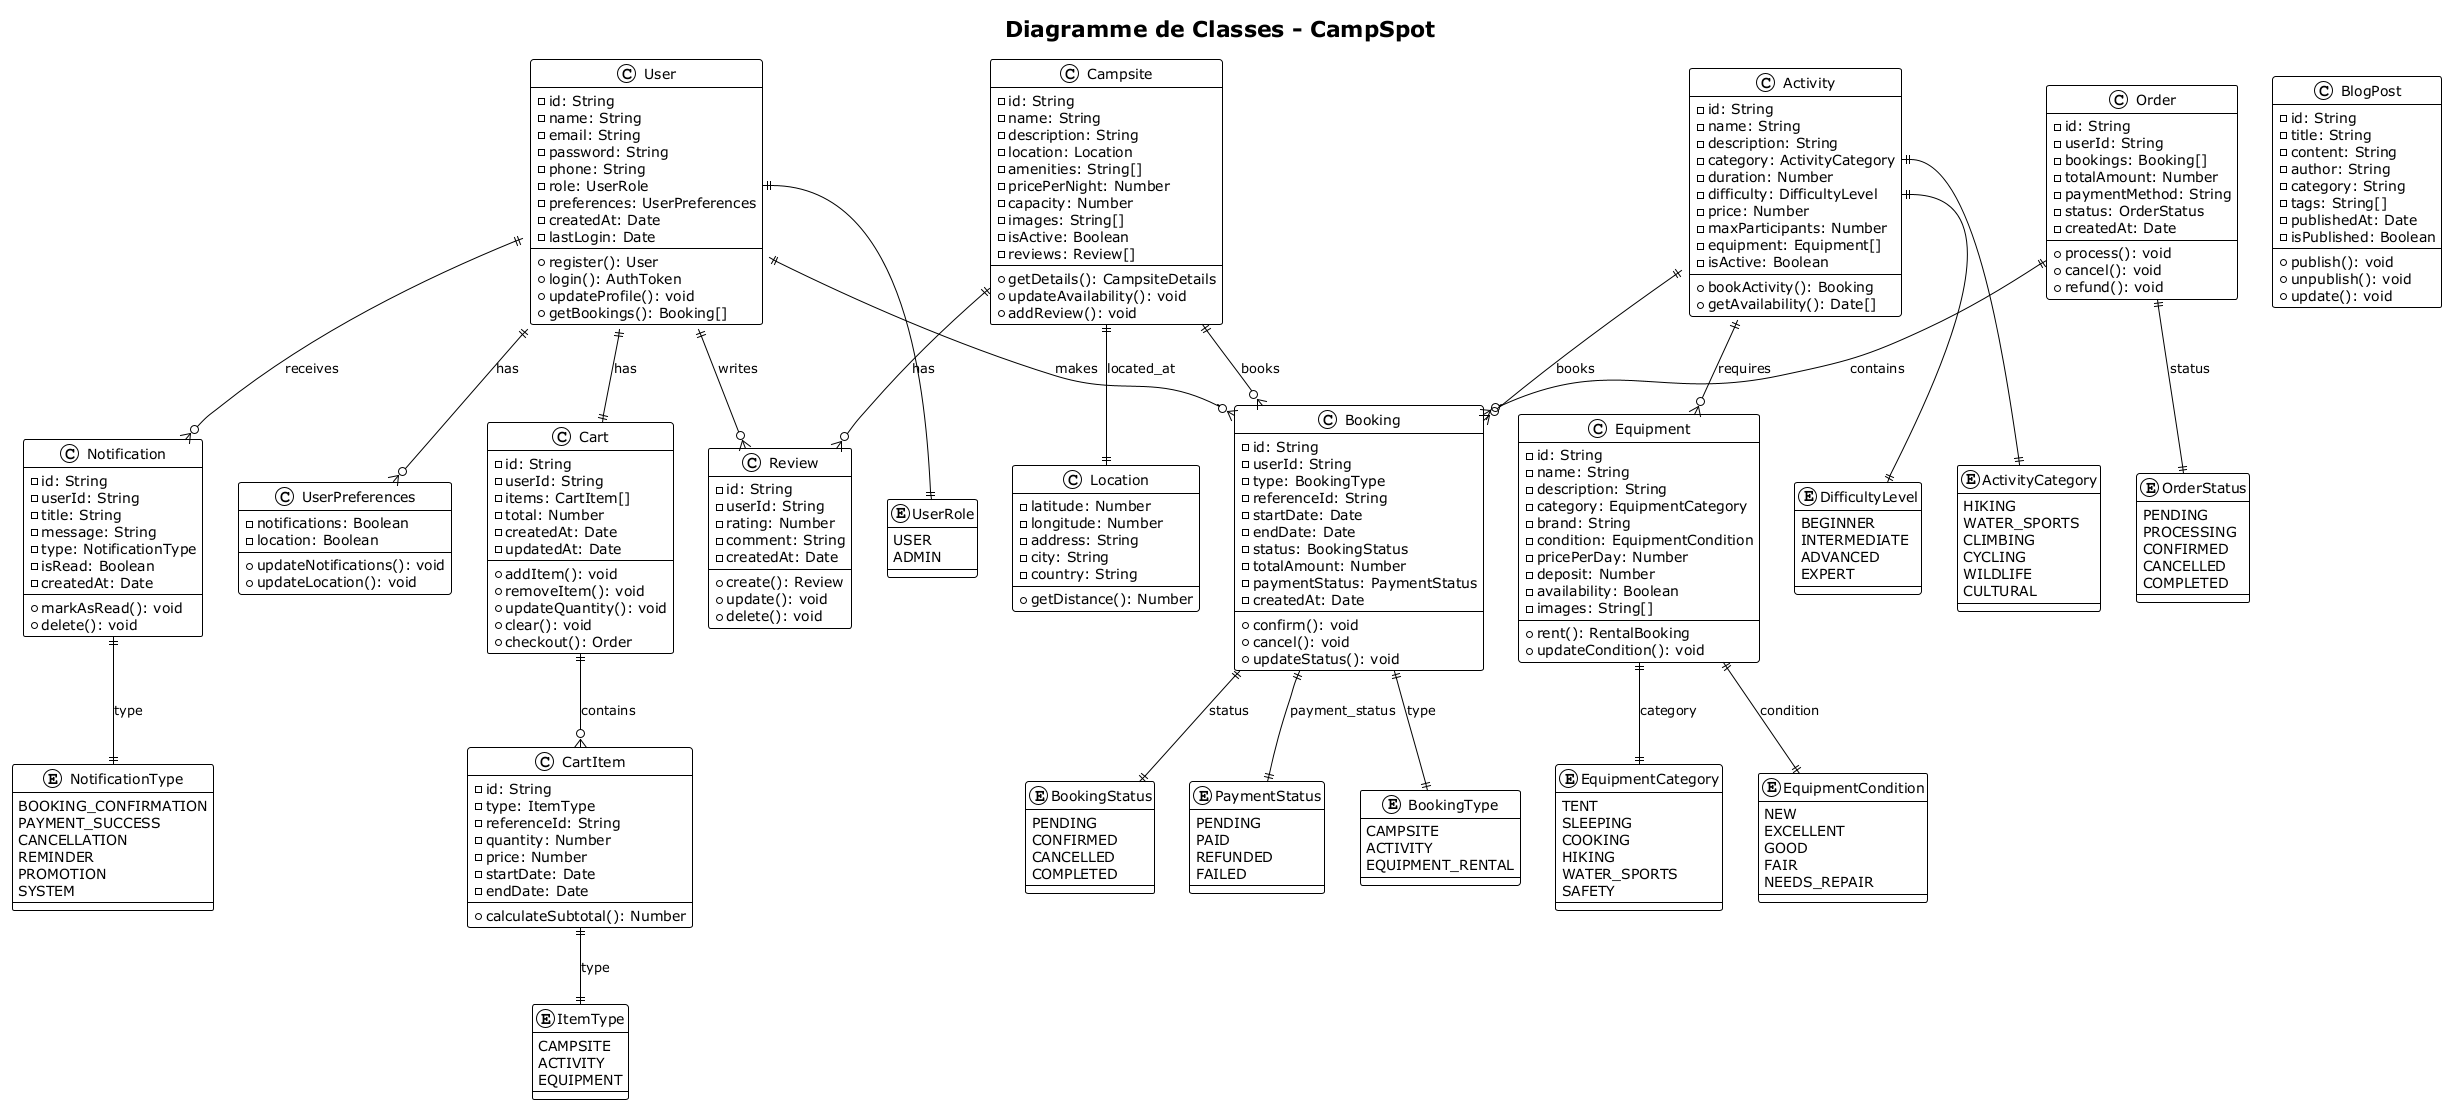 Diagramme de Classes - CampSpot
C User
id: String
name: String
email: String
password: String
phone: String
role: UserRole
preferences: UserPreferences
createdAt: Date
lastLogin: Date
register(): User
login(): AuthToken
updateProfile(): void
getBookings(): Booking[]
C Campsite
id: String
name: String
description: String
location: Location
amenities: String[]
pricePerNight: Number
capacity: Number
images: String[]
isActive: Boolean
reviews: Review[]
getDetails(): CampsiteDetails
updateAvailability(): void
addReview(): void
C Activity
id: String
name: String
description: String
category: ActivityCategory
duration: Number
difficulty: DifficultyLevel
price: Number
maxParticipants: Number
equipment: Equipment[]
isActive: Boolean
bookActivity(): Booking
getAvailability(): Date[]
C Order
id: String
userId: String
bookings: Booking[]
totalAmount: Number
paymentMethod: String
status: OrderStatus
createdAt: Date
process(): void
cancel(): void
refund(): void
C BlogPost
id: String
title: String
content: String
author: String
category: String
tags: String[]
publishedAt: Date
isPublished: Boolean
publish(): void
unpublish(): void
update(): void
receives
has
has
writes
has
makes
located_at
books
books
requires
contains
status
C Notification
id: String
userId: String
title: String
message: String
type: NotificationType
isRead: Boolean
createdAt: Date
markAsRead(): void
delete(): void
C UserPreferences
notifications: Boolean
location: Boolean
updateNotifications(): void
updateLocation(): void
C Cart
id: String
userId: String
items: CartItem[]
total: Number
createdAt: Date
updatedAt: Date
addItem(): void
removeItem(): void
updateQuantity(): void
clear(): void
checkout(): Order
C Review
id: String
userId: String
rating: Number
comment: String
createdAt: Date
create(): Review
update(): void
delete(): void
E UserRole
USER
ADMIN
C Location
latitude: Number
longitude: Number
address: String
city: String
country: String
getDistance(): Number
C Booking
id: String
userId: String
type: BookingType
referenceId: String
startDate: Date
endDate: Date
status: BookingStatus
totalAmount: Number
paymentStatus: PaymentStatus
createdAt: Date
confirm(): void
cancel(): void
updateStatus(): void
C Equipment
id: String
name: String
description: String
category: EquipmentCategory
brand: String
condition: EquipmentCondition
pricePerDay: Number
deposit: Number
availability: Boolean
images: String[]
rent(): RentalBooking
updateCondition(): void
E DifficultyLevel
BEGINNER
INTERMEDIATE
ADVANCED
EXPERT
E ActivityCategory
HIKING
WATER_SPORTS
CLIMBING
CYCLING
WILDLIFE
CULTURAL
E OrderStatus
PENDING
PROCESSING
CONFIRMED
CANCELLED
COMPLETED
type
contains
status
payment_status
type
category
condition
E NotificationType
BOOKING_CONFIRMATION
PAYMENT_SUCCESS
CANCELLATION
REMINDER
PROMOTION
SYSTEM
C CartItem
id: String
type: ItemType
referenceId: String
quantity: Number
price: Number
startDate: Date
endDate: Date
calculateSubtotal(): Number
E BookingStatus
PENDING
CONFIRMED
CANCELLED
COMPLETED
E PaymentStatus
PENDING
PAID
REFUNDED
FAILED
E BookingType
CAMPSITE
ACTIVITY
EQUIPMENT_RENTAL
E EquipmentCategory
TENT
SLEEPING
COOKING
HIKING
WATER_SPORTS
SAFETY
E EquipmentCondition
NEW
EXCELLENT
GOOD
FAIR
NEEDS_REPAIR
type
E ItemType
CAMPSITE
ACTIVITY
EQUIPMENT